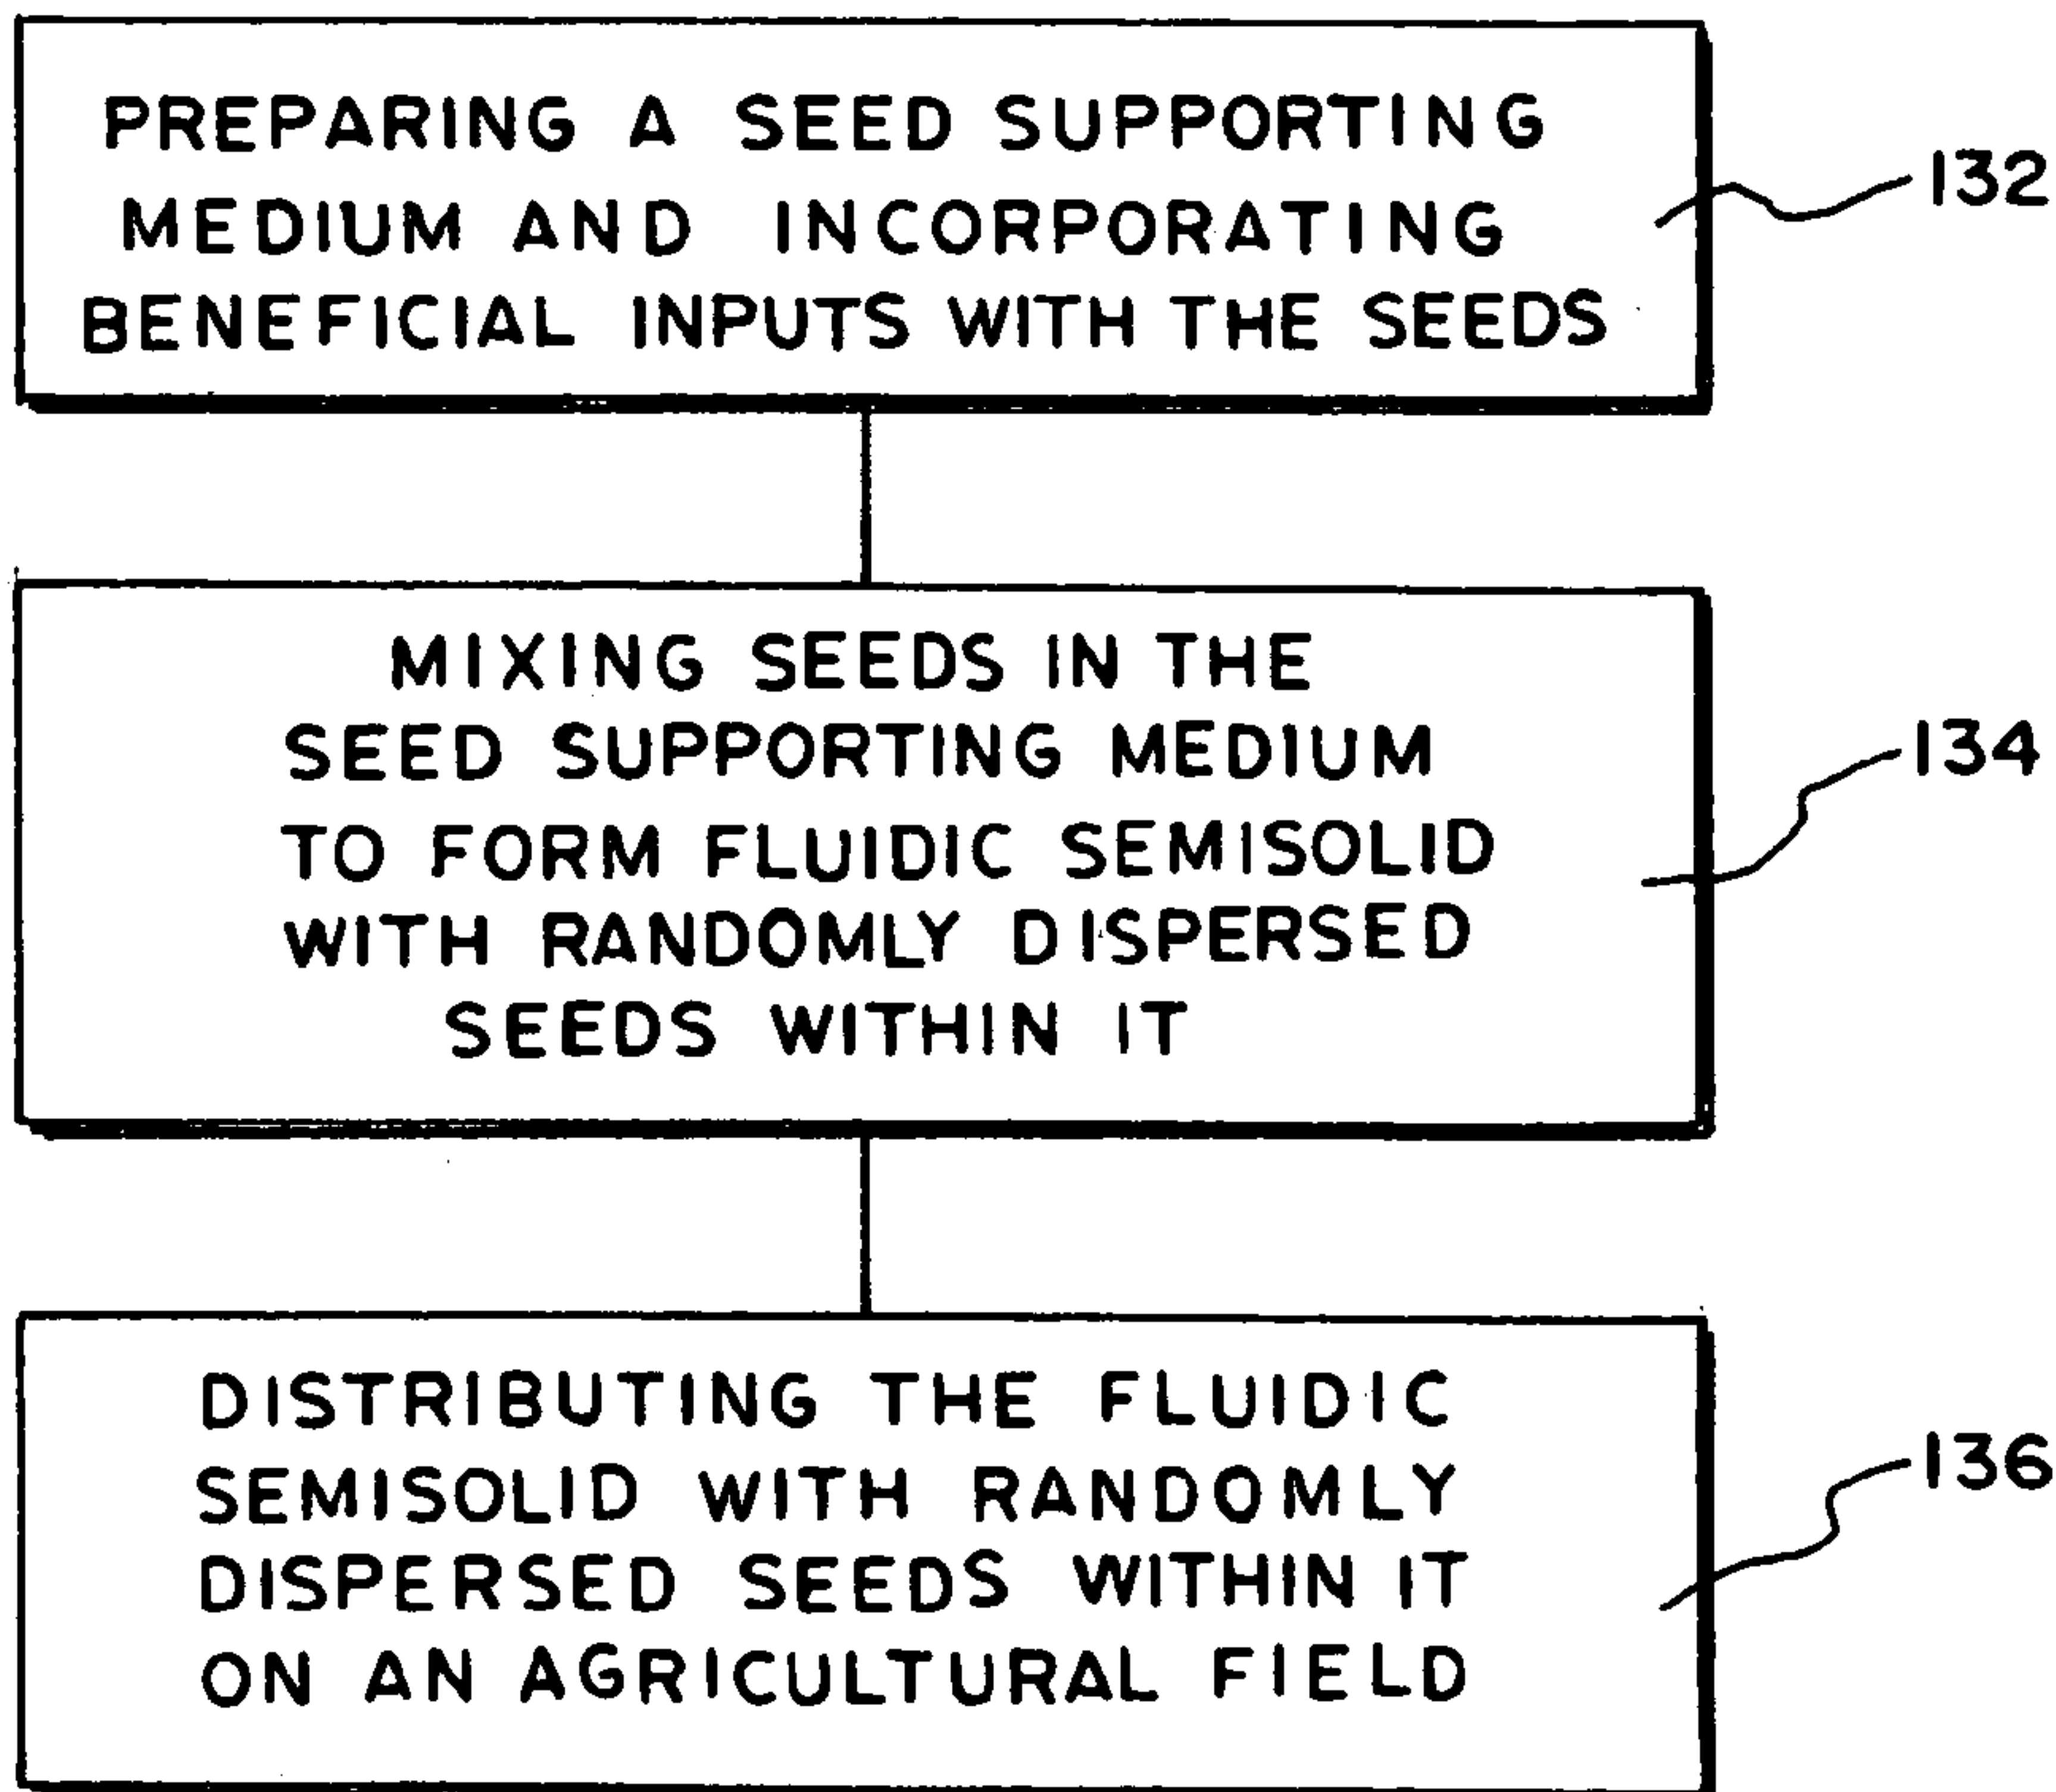 PREPARING A SEED SUPPORTING
MEDIUM AND INCORPORATING
BENEFICIAL INPUTS WITH THE SEEDS
132
MIXING SEEDS IN THE
SEED SUPPORTING MEDIUM
TO FORM FLUIDIC SEMISOLID
WITH RANDOMLY DISPERSED
SEEDS WITHIN IT
134
DISTRIBUTING THE FLUIDIC
SEMISOLID WITH RANDOMLY
DISPERSED SEEDS WITHIN IT
ON AN AGRICULTURAL FIELD
136